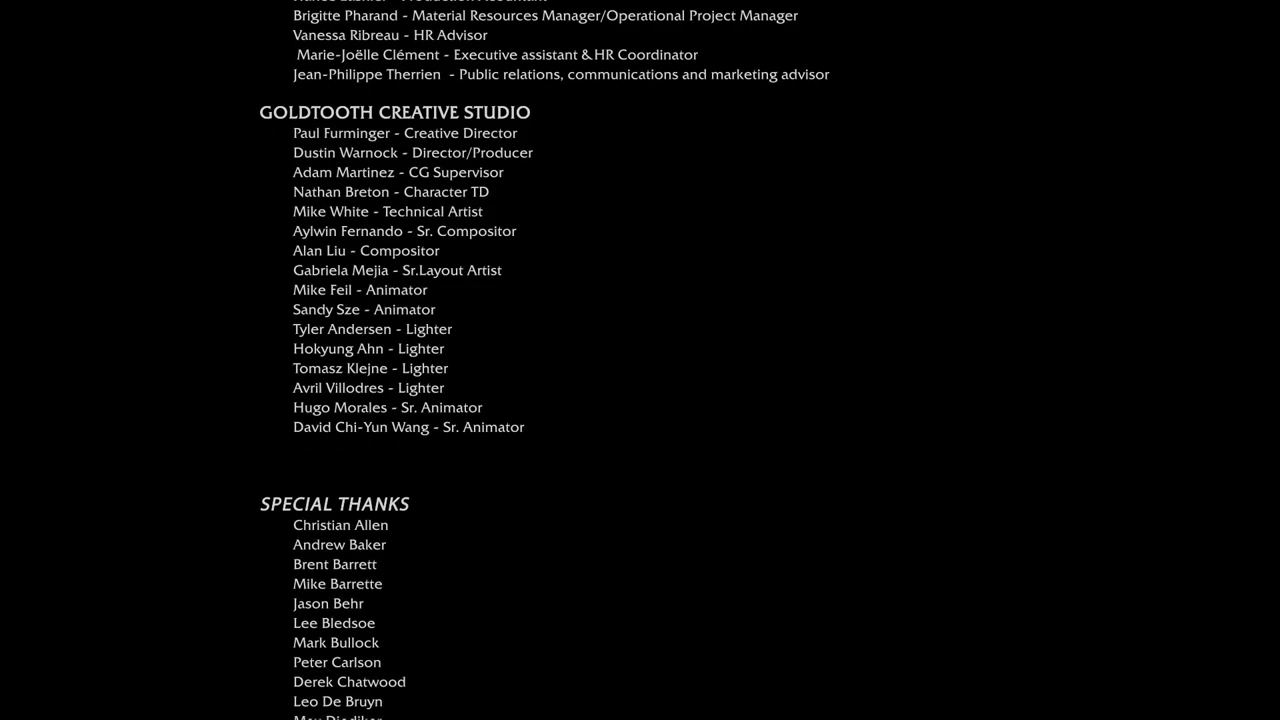 Brigitte Pharand - Material Resources Manager/Operational Project Manager
Vanessa Ribreau - HR Advisor
Marie-Joëlle Clément - Executive assistant & HR Coordinator
Jean-Philippe Therrien - Public relations, communications and marketing advisor
GOLDTOOTH CREATIVE STUDIO
Paul Furminger - Creative Director
Dustin Warnock - Director/Producer
Adam Martinez - CG Supervisor
Nathan Breton - Character TD
Mike White - Technical Artist
Aylwin Fernando - Sr. Compositor
Alan Liu - Compositor
Gabriela Mejia - Sr.Layout Artist
Mike Feil - Animator
Sandy Sze - Animator
Tyler Andersen - Lighter
Hokyung Ahn - Lighter
Tomasz Klejne - Lighter
Avril Villodres - Lighter
Hugo Morales - Sr. Animator
David Chi-Yun Wang - Sr. Animator
SPECIAL THANKS
Christian Allen
Andrew Baker
Brent Barrett
Mike Barrette
Jason Behr
Lee Bledsoe
Mark Bullock
Peter Carlson
Derek Chatwood
Leo De Bruyn